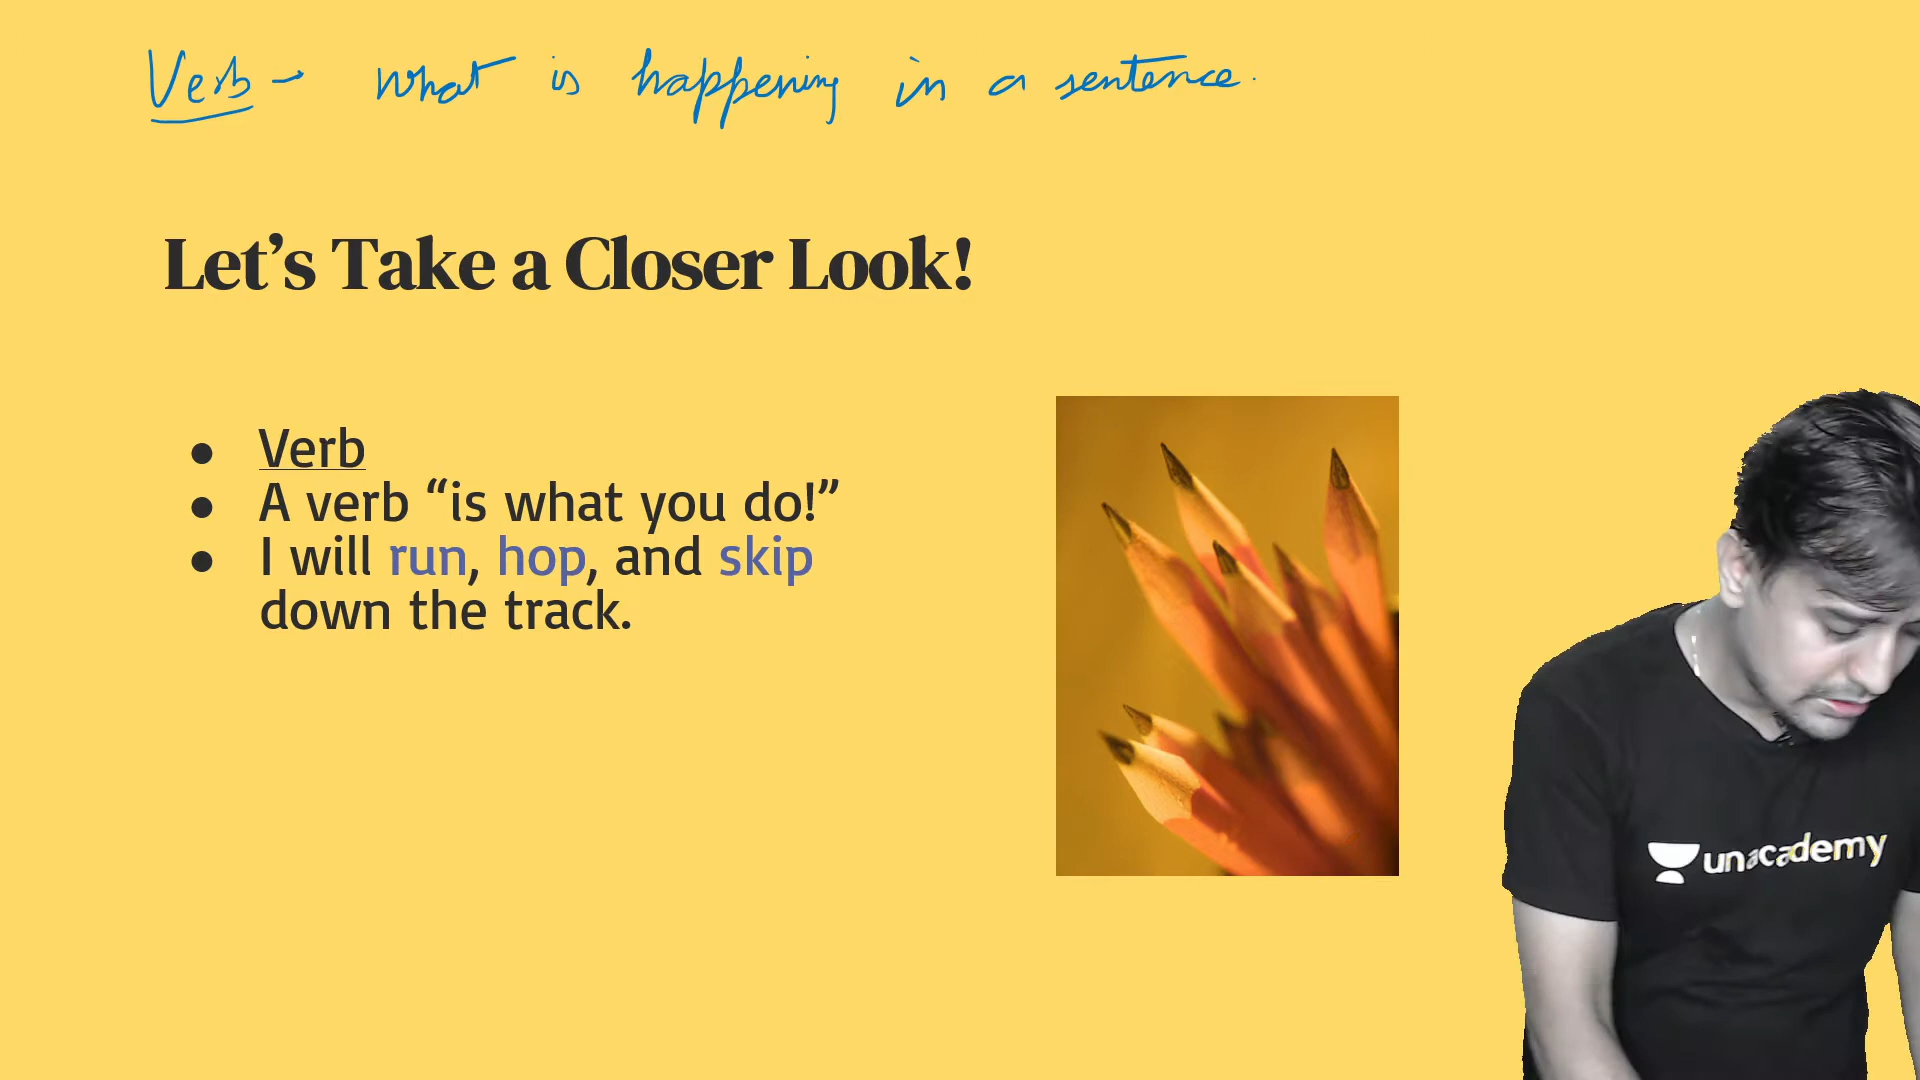 Verb → what is happening in a sentence.
Let’s Take a Closer Look!
● Verb
● A verb “is what you do!”
● I will run, hop, and skip
down the track.
unacademy